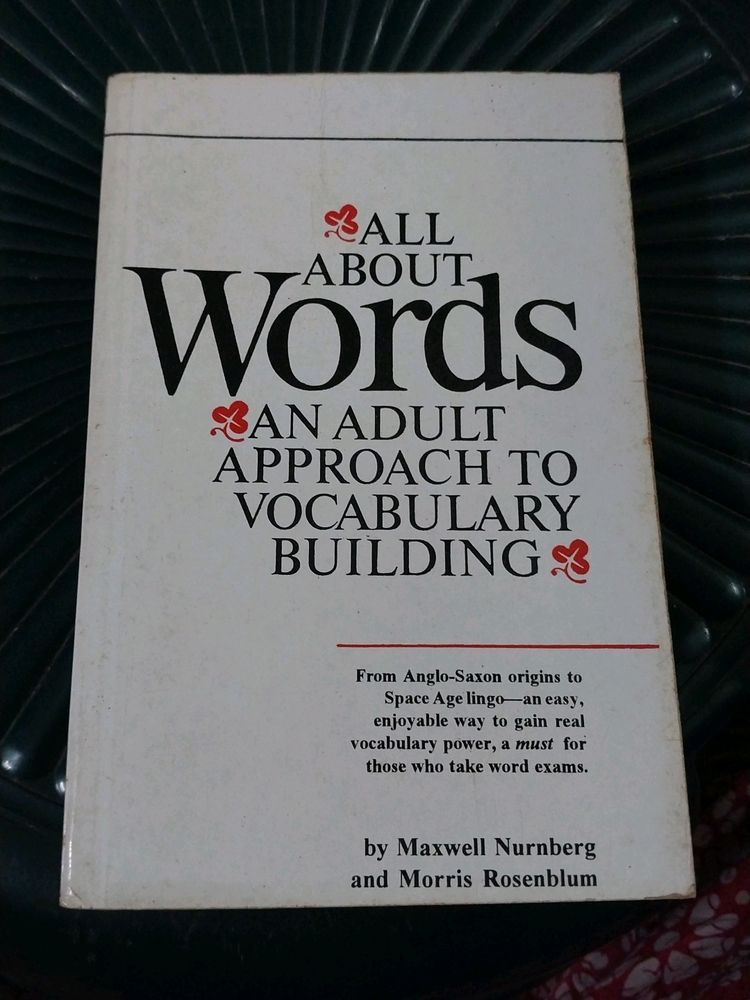 ALL
ABOUT
Words
AN ADULT
APPROACH TO
VOCABULARY
BUILDING
From Anglo-Saxon origins to
Space Age lingo—an easy,
enjoyable way to gain real
vocabulary power, a must for
those who take word exams.
by Maxwell Nurnberg
and Morris Rosenblum